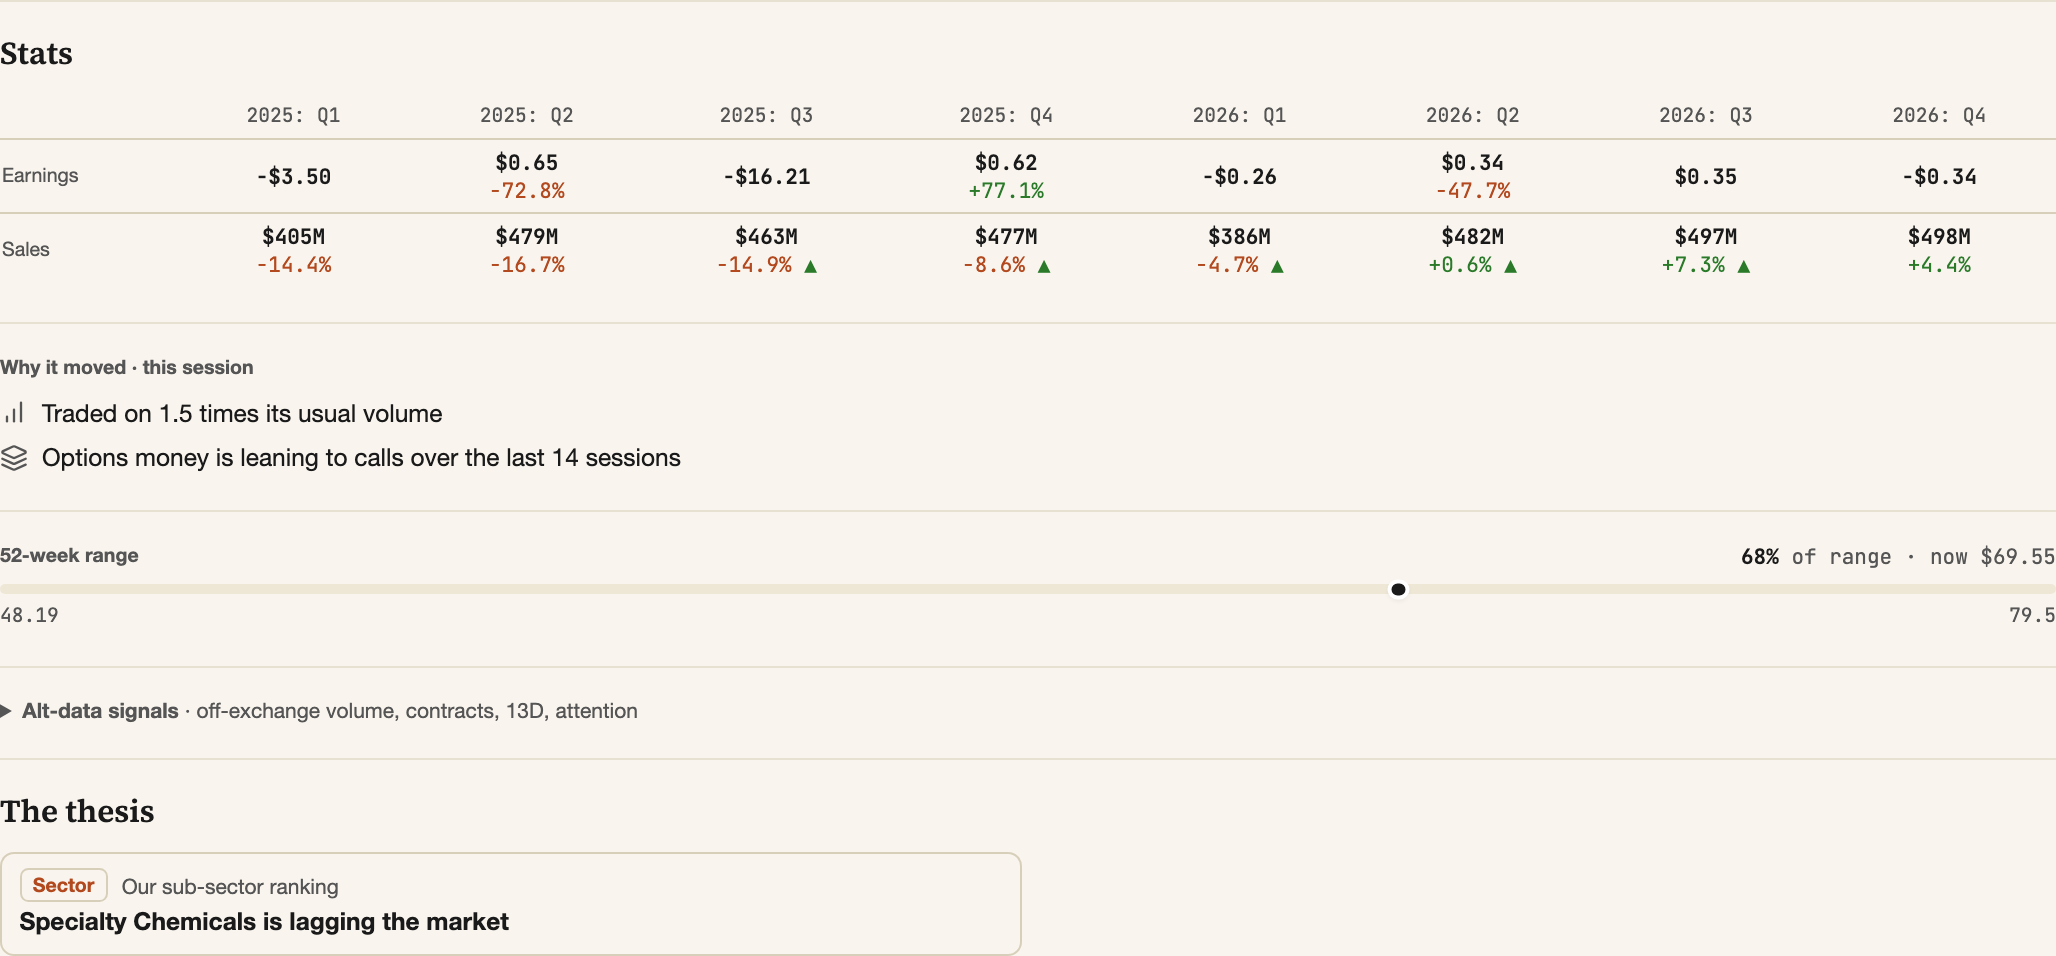 Stats
2025: Q1 2025: Q2 2025: Q3 2025: Q4 2026: Q1 2026: Q2 2026: Q3 2026: Q4
Earnings -$3.50 $0.65 -$16.21 $0.62 -$0.26 $0.34 $0.35 -$0.34
-72.8% +77.1% -47.7%
Sales $405M $479M $463M $477M $386M $482M $497M $498M
-14.4% -16.7% -14.9% ▲ -8.6% ▲ -4.7% ▲ +0.6% ▲ +7.3% ▲ +4.4%
Why it moved · this session
Traded on 1.5 times its usual volume
Options money is leaning to calls over the last 14 sessions
52-week range 68% of range · now $69.55
48.19 79.5
▶ Alt-data signals · off-exchange volume, contracts, 13D, attention
The thesis
Sector Our sub-sector ranking
Specialty Chemicals is lagging the market